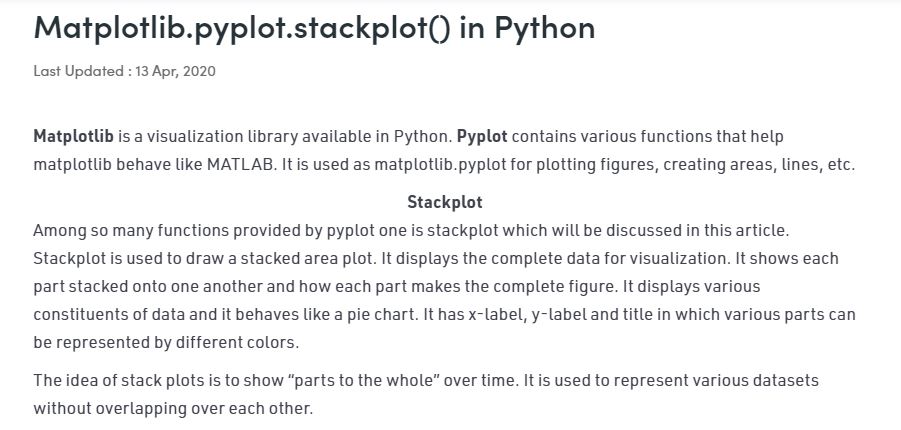 Matplotlib.pyplot.stackplot() in Python
Last Updated : 13 Apr, 2020
Matplotlib is a visualization library available in Python. Pyplot contains various functions that help
matplotlib behave like MATLAB. It is used as matplotlib.pyplot for plotting figures, creating areas, lines, etc.
Stackplot
Among so many functions provided by pyplot one is stackplot which will be discussed in this article.
Stackplot is used to draw a stacked area plot. It displays the complete data for visualization. It shows each
part stacked onto one another and how each part makes the complete figure. It displays various
constituents of data and it behaves like a pie chart. It has x-label, y-label and title in which various parts can
be represented by different colors.
The idea of stack plots is to show “parts to the whole” over time. It is used to represent various datasets
without overlapping over each other.